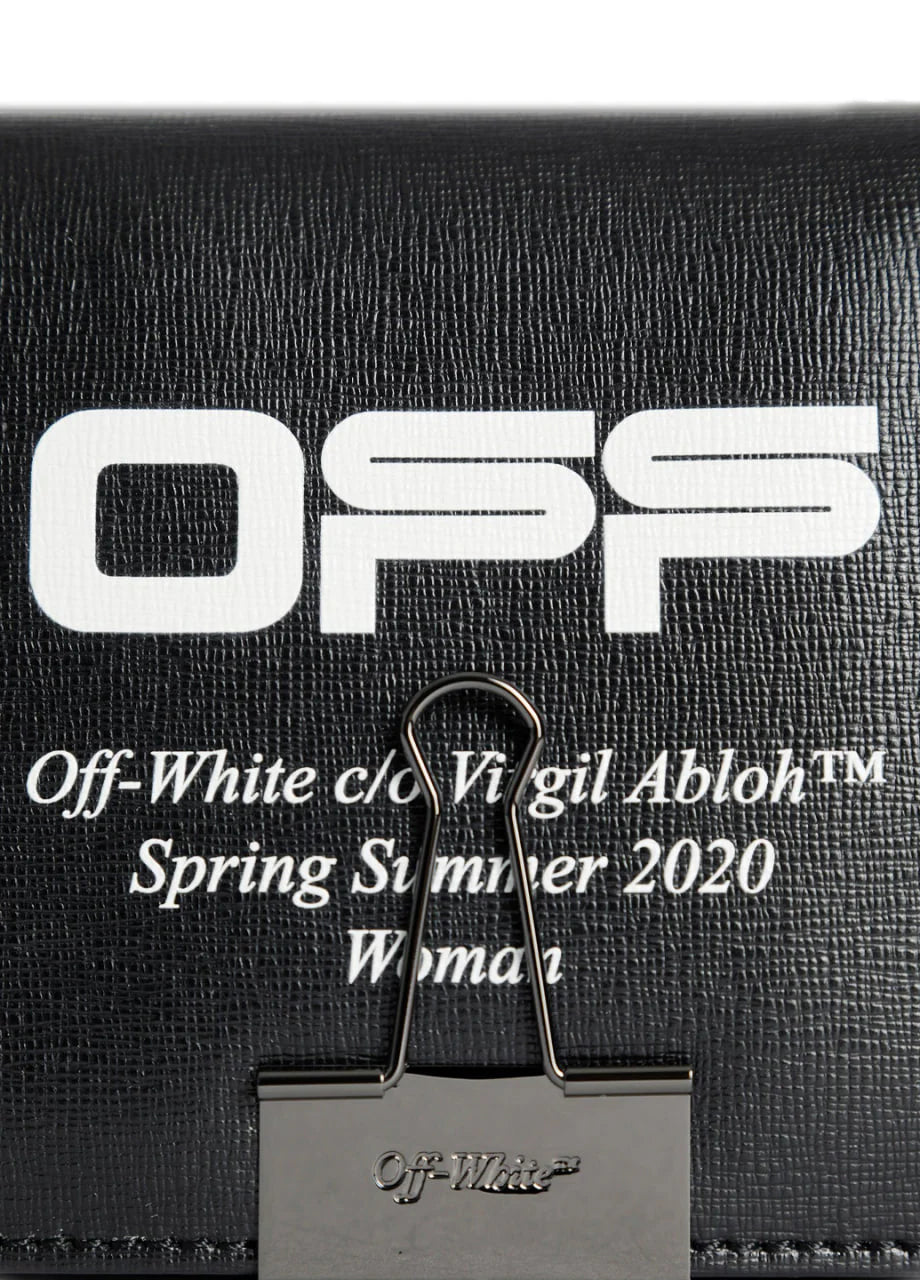 OFF
Off-White c/o Virgil Abloh™
Spring Summer 2020
Woman
Off-White™